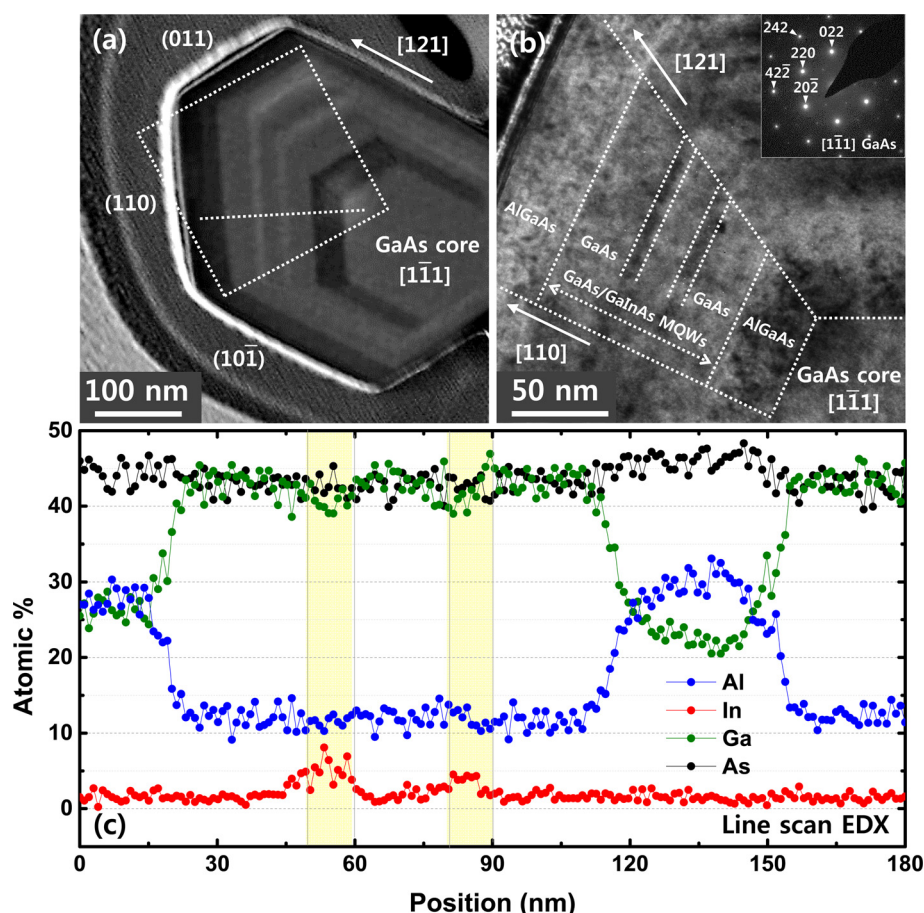 (a)
(011)
[121]
(110)
GaAs core
[11̅1]
(101̅)
100 nm
(b)
[121]
242
022
220
422̅
202̅
[11̅1] GaAs
AlGaAs
GaAs
GaAs/GaInAs MQWs
GaAs
AlGaAs
[110]
GaAs core
[11̅1]
50 nm
50
40
30
20
10
0
Atomic %
Al
In
Ga
As
(c)
Line scan EDX
0 30 60 90 120 150 180
Position (nm)